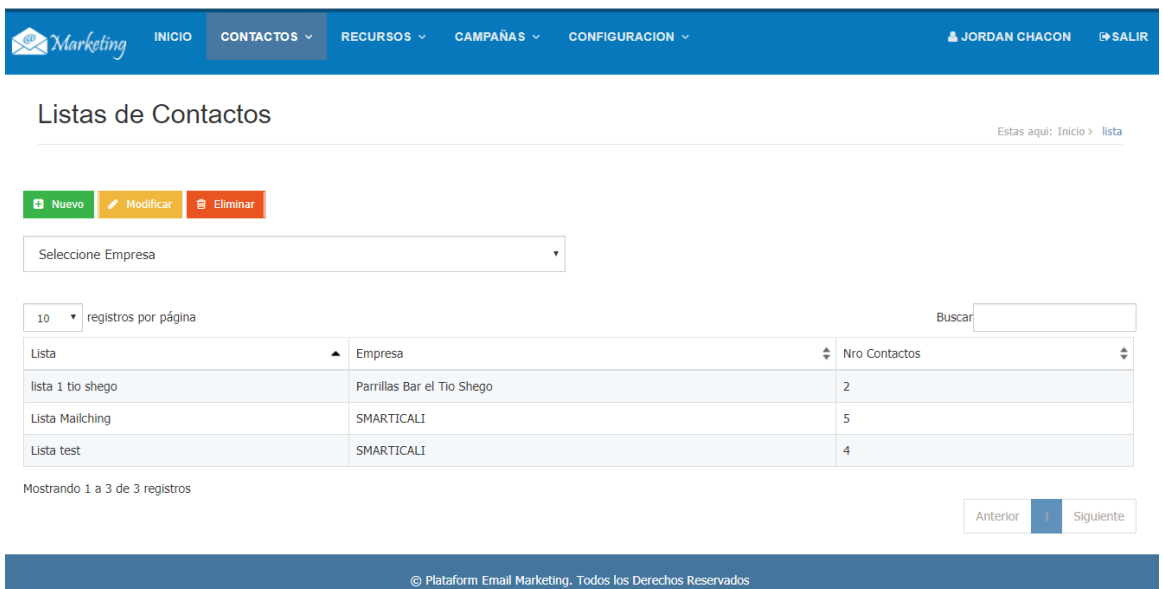 @ Marketing INICIO CONTACTOS RECURSOS CAMPAÑAS CONFIGURACION JORDAN CHACON SALIR
Listas de Contactos
Estas aqui: Inicio > lista
Nuevo Modificar Eliminar
Seleccione Empresa
10 registros por página Buscar
Lista Empresa Nro Contactos
lista 1 tio shego Parrillas Bar el Tio Shego 2
Lista Mailching SMARTICALI 5
Lista test SMARTICALI 4
Mostrando 1 a 3 de 3 registros
Anterior 1 Siguiente
© Plataform Email Marketing. Todos los Derechos Reservados